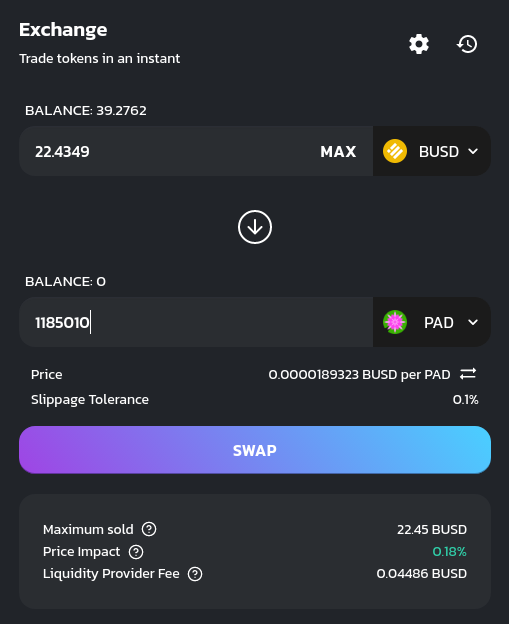 Exchange
Trade tokens in an instant
BALANCE: 39.2762
22.4349 MAX BUSD
BALANCE: 0
1185010 PAD
Price 0.0000189323 BUSD per PAD
Slippage Tolerance 0.1%
SWAP
Maximum sold ? 22.45 BUSD
Price Impact ? 0.18%
Liquidity Provider Fee ? 0.04486 BUSD